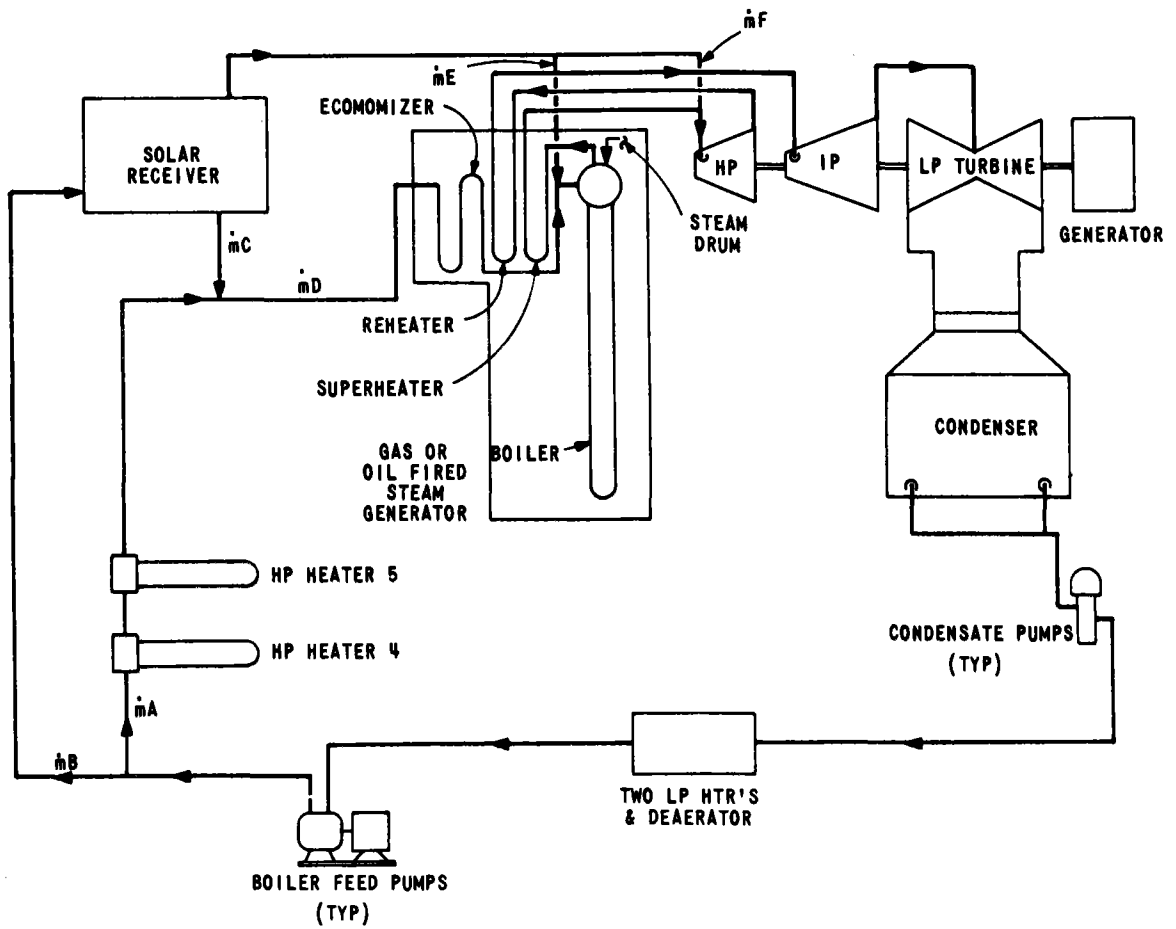 ṁF
ṁE
ECOMOMIZER
SOLAR
RECEIVER
HP
IP
LP TURBINE
STEAM
DRUM
GENERATOR
ṁC
ṁD
REHEATER
SUPERHEATER
CONDENSER
GAS OR
OIL FIRED
STEAM
GENERATOR
BOILER
HP HEATER 5
HP HEATER 4
CONDENSATE PUMPS
(TYP)
ṁA
ṁB
TWO LP HTR'S
& DEAERATOR
BOILER FEED PUMPS
(TYP)